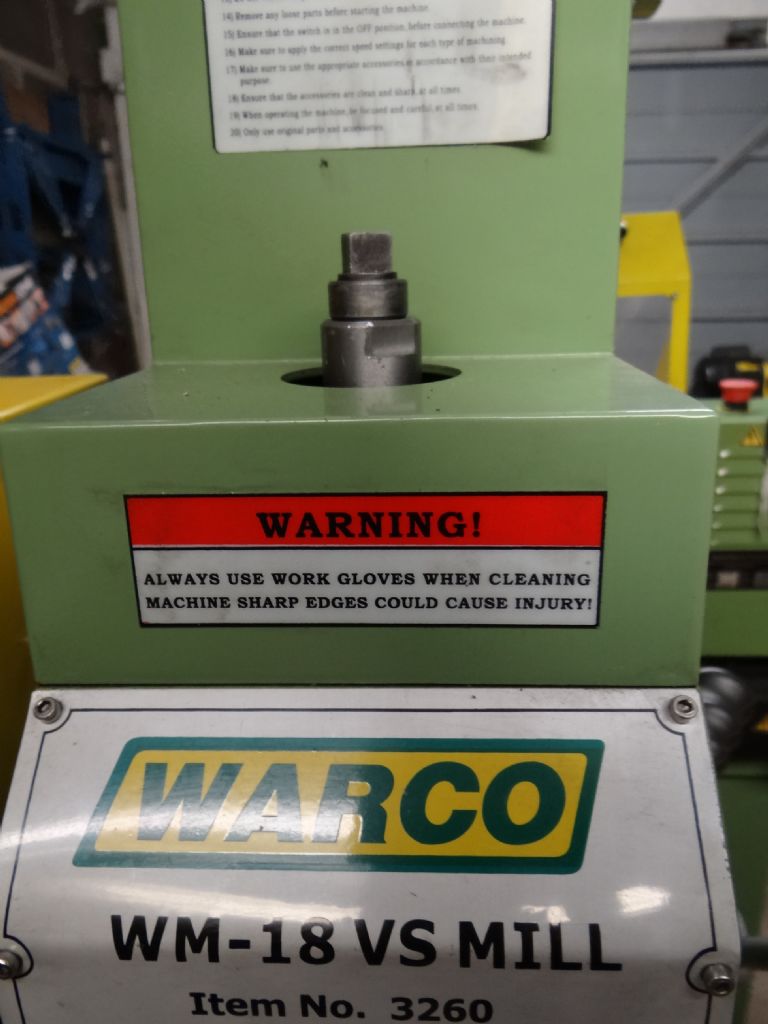 14) Remove any loose parts before starting the machine.
15) Ensure that the switch is in the OFF position, before connecting the machine.
16) Make sure to apply the correct speed settings for each type of machining.
17) Make sure to use the appropriate accessories in accordance with their intended
purpose.
18) Ensure that the accessories are clean and sharp, at all times.
19) When operating the machine, be focused and careful, at all times.
20) Only use original parts and accessories.
WARNING!
ALWAYS USE WORK GLOVES WHEN CLEANING
MACHINE SHARP EDGES COULD CAUSE INJURY!
WARCO
WM-18 VS MILL
Item No. 3260